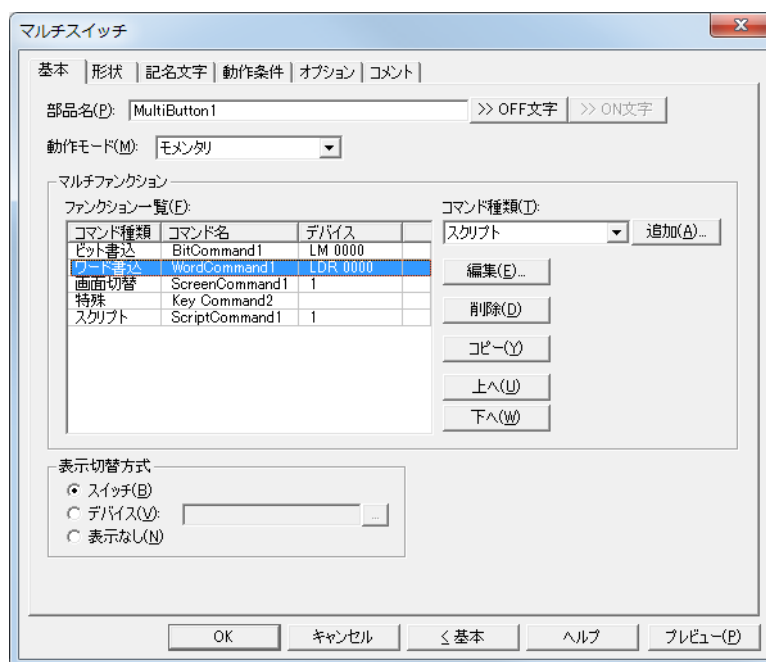 マルチスイッチ
基本 形状 記名文字 動作条件 オプション コメント
部品名(P): MultiButton1 >> OFF文字 >> ON文字
動作モード(M): モメンタリ
マルチファンクション
ファンクション一覧(F): コマンド種類(T):
コマンド種類 コマンド名 デバイス スクリプト 追加(A)...
ビット書込 BitCommand1 LM 0000
ワード書込 WordCommand1 LDR 0000 編集(E)...
画面切替 ScreenCommand1 1
特殊 Key Command2 削除(D)
スクリプト ScriptCommand1 1
コピー(Y)
上へ(U)
下へ(W)
表示切替方式
スイッチ(B)
デバイス(V): ...
表示なし(N)
OK キャンセル < 基本 ヘルプ プレビュー(P)